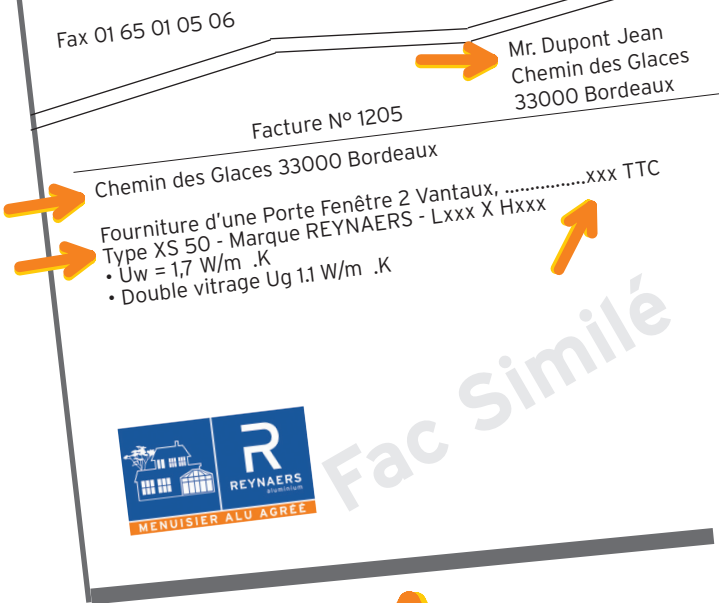 Fax 01 65 01 05 06
Mr. Dupont Jean
Chemin des Glaces
33000 Bordeaux
Facture N° 1205
Chemin des Glaces 33000 Bordeaux
Fourniture d'une Porte Fenêtre 2 Vantaux, ................xxx TTC
Type XS 50 - Marque REYNAERS - Lxxx X Hxxx
• Uw = 1,7 W/m .K
• Double vitrage Ug 1.1 W/m .K
Fac Similé
R
REYNAERS
aluminium
MENUISIER ALU AGRÉÉ